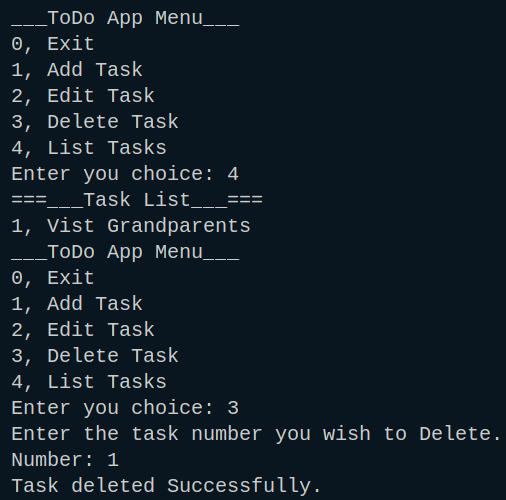 ___ToDo App Menu___
0, Exit
1, Add Task
2, Edit Task
3, Delete Task
4, List Tasks
Enter you choice: 4
===___Task List___===
1, Vist Grandparents
___ToDo App Menu___
0, Exit
1, Add Task
2, Edit Task
3, Delete Task
4, List Tasks
Enter you choice: 3
Enter the task number you wish to Delete.
Number: 1
Task deleted Successfully.